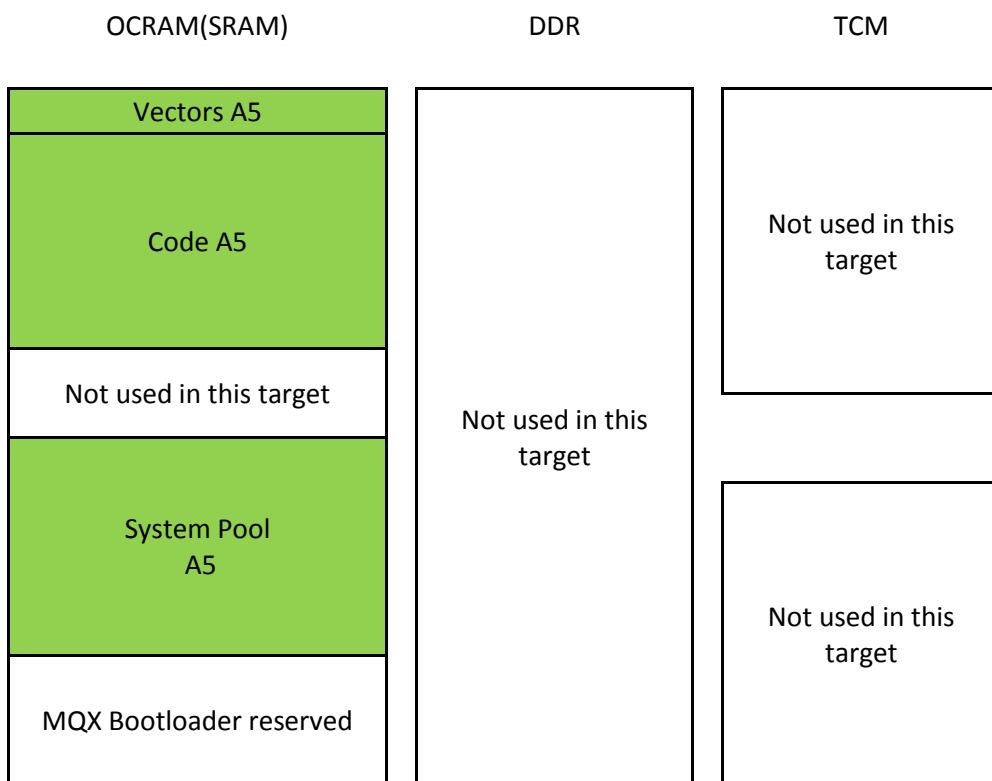 OCRAM(SRAM)
DDR
TCM
Vectors A5
Code A5
Not used in this target
System Pool
A5
MQX Bootloader reserved
Not used in this
target
Not used in this
target
Not used in this
target